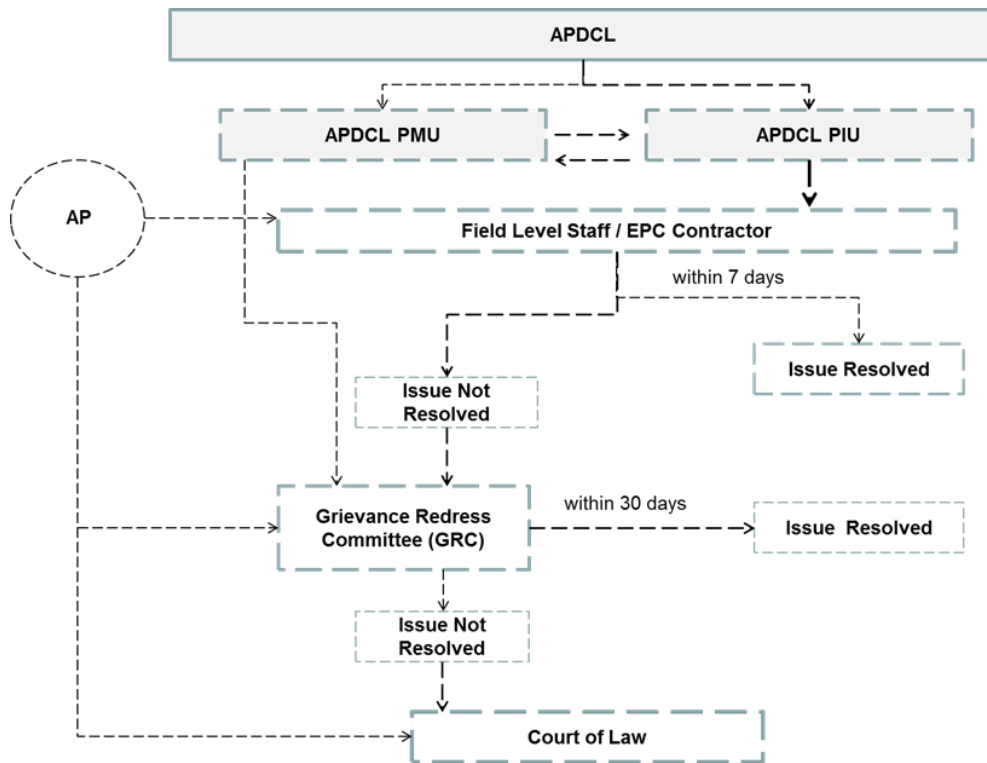 APDCL
APDCL PMU
APDCL PIU
AP
Field Level Staff / EPC Contractor
within 7 days
Issue Resolved
Issue Not
Resolved
Grievance Redress
Committee (GRC)
within 30 days
Issue Resolved
Issue Not
Resolved
Court of Law